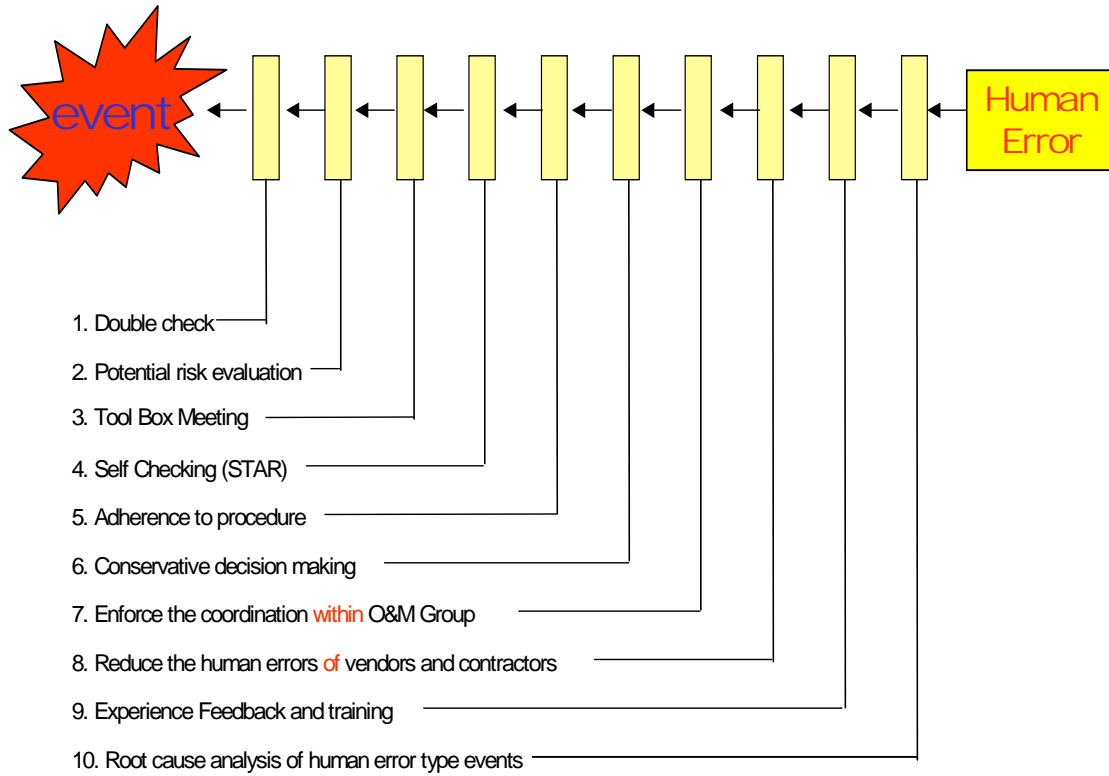 event
Human
Error
1. Double check
2. Potential risk evaluation
3. Tool Box Meeting
4. Self Checking (STAR)
5. Adherence to procedure
6. Conservative decision making
7. Enforce the coordination within O&M Group
8. Reduce the human errors of vendors and contractors
9. Experience Feedback and training
10. Root cause analysis of human error type events